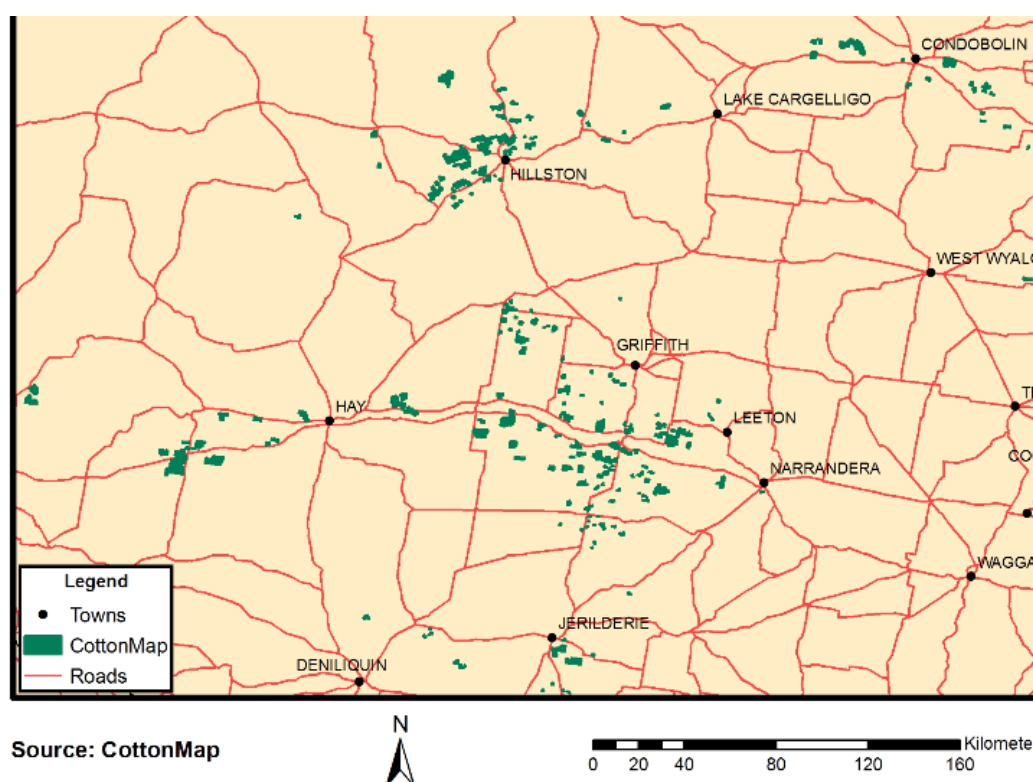 CONDOBOLIN
LAKE CARGELLIGO
HILLSTON
WEST WYALO
GRIFFITH
HAY
LEETON
NARRANDERA
WAGGA
JERILDERIE
DENILIQUIN
Legend
Towns
CottonMap
Roads
N
Source: CottonMap
Kilomete
0 20 40 80 120 160